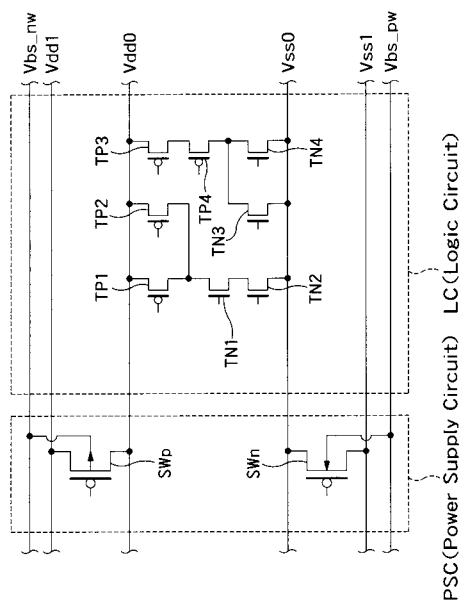 Vbs_nw
Vdd1
Vdd0
Vss0
Vss1
Vbs_pw
TP1
TP2
TP3
TP4
TN1
TN2
TN3
TN4
SWp
SWn
PSC(Power Supply Circuit)
LC(Logic Circuit)